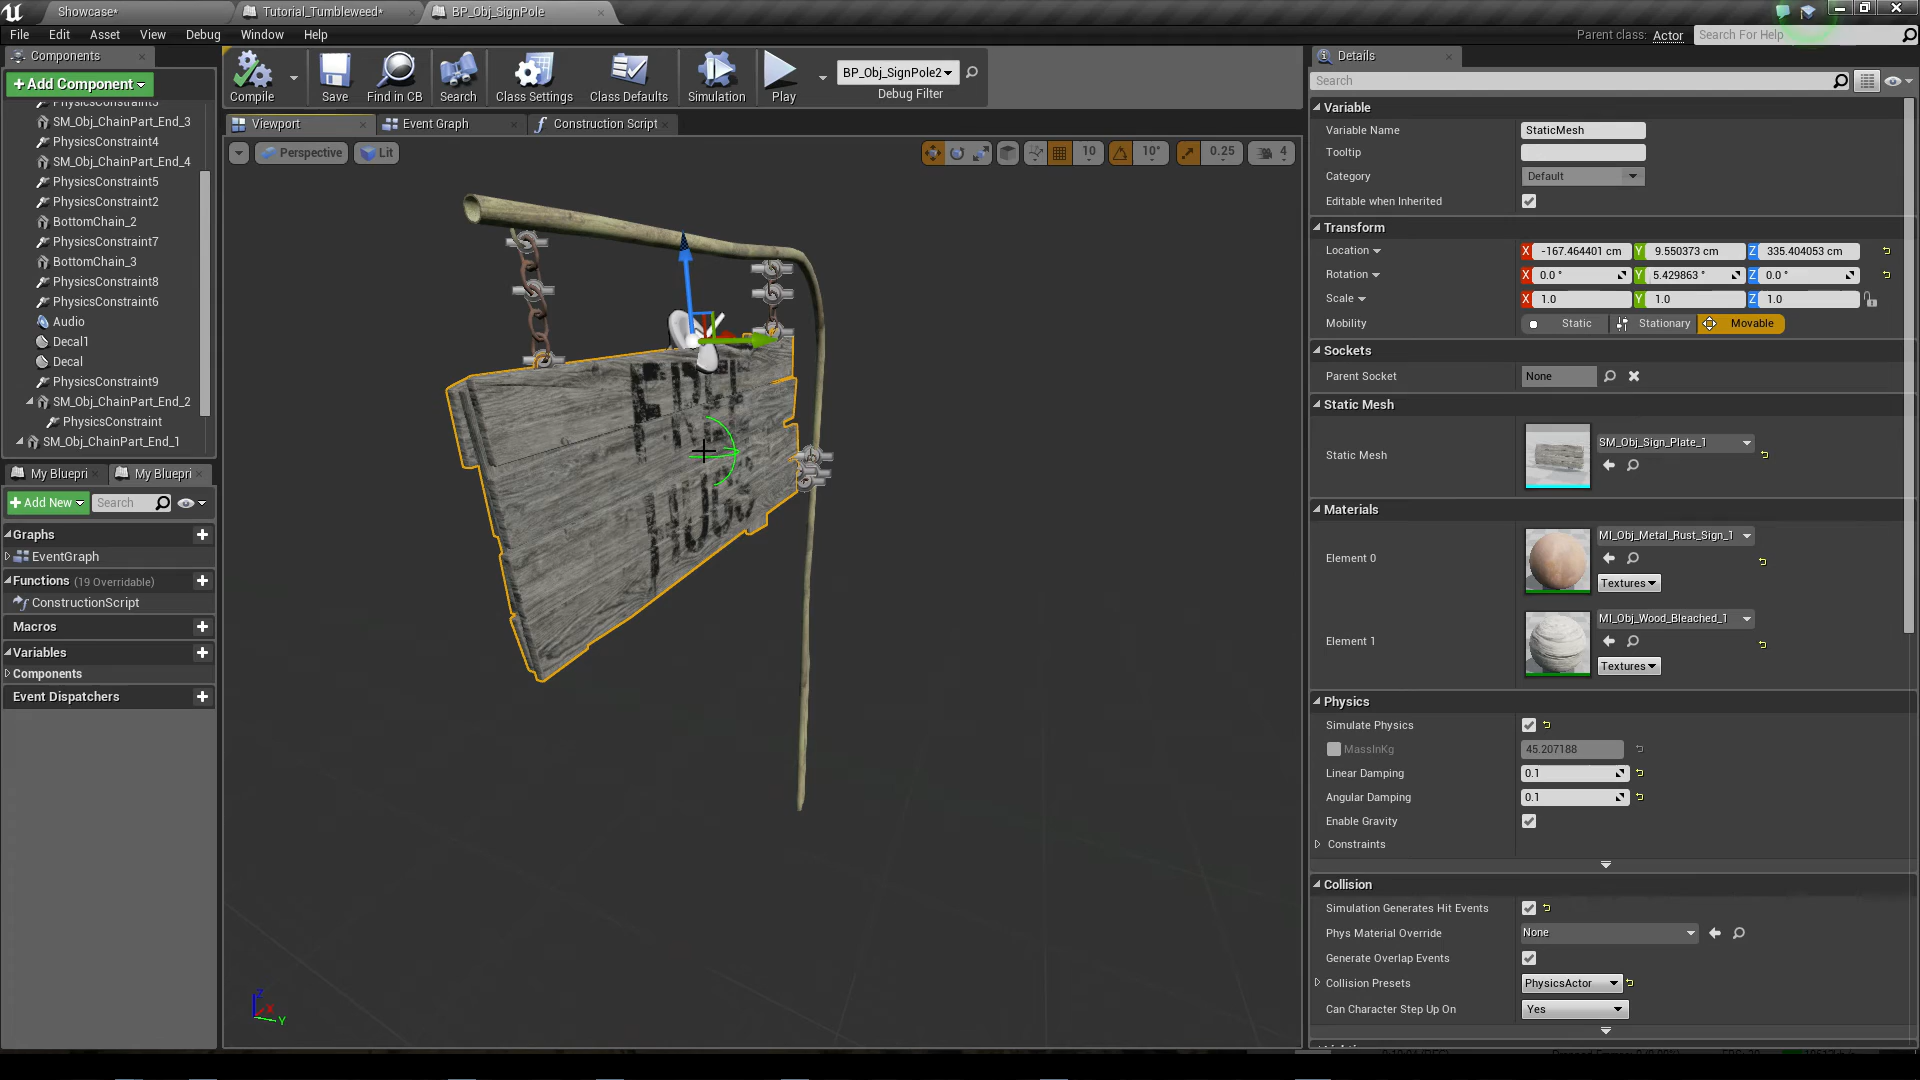 Showcase*
Tutorial_Tumbleweed*
BP_Obj_SignPole
File Edit Asset View Debug Window Help
Parent class: Actor
Search For Help
Components
+ Add Component
PhysicsConstraint3
SM_Obj_ChainPart_End_3
PhysicsConstraint4
SM_Obj_ChainPart_End_4
PhysicsConstraint5
PhysicsConstraint2
BottomChain_2
PhysicsConstraint7
BottomChain_3
PhysicsConstraint8
PhysicsConstraint6
Audio
Decal1
Decal
PhysicsConstraint9
SM_Obj_ChainPart_End_2
PhysicsConstraint
SM_Obj_ChainPart_End_1
My Bluepri
My Bluepri
+ Add New
Search
Graphs
EventGraph
Functions (19 Overridable)
ConstructionScript
Macros
Variables
Components
Event Dispatchers
Compile
Save
Find in CB
Search
Class Settings
Class Defaults
Simulation
Play
BP_Obj_SignPole2
Debug Filter
Viewport
Event Graph
Construction Script
Perspective
Lit
10
10°
0.25
4
Z
X
Y
Details
Search
Variable
Variable Name StaticMesh
Tooltip
Category Default
Editable when Inherited
Transform
Location X -167.464401 cm Y 9.550373 cm Z 335.404053 cm
Rotation X 0.0 ° Y 5.429863 ° Z 0.0 °
Scale X 1.0 Y 1.0 Z 1.0
Mobility Static Stationary Movable
Sockets
Parent Socket None
Static Mesh
Static Mesh SM_Obj_Sign_Plate_1
Materials
Element 0 MI_Obj_Metal_Rust_Sign_1
Textures
Element 1 MI_Obj_Wood_Bleached_1
Textures
Physics
Simulate Physics
MassInKg 45.207188
Linear Damping 0.1
Angular Damping 0.1
Enable Gravity
Constraints
Collision
Simulation Generates Hit Events
Phys Material Override None
Generate Overlap Events
Collision Presets PhysicsActor
Can Character Step Up On Yes